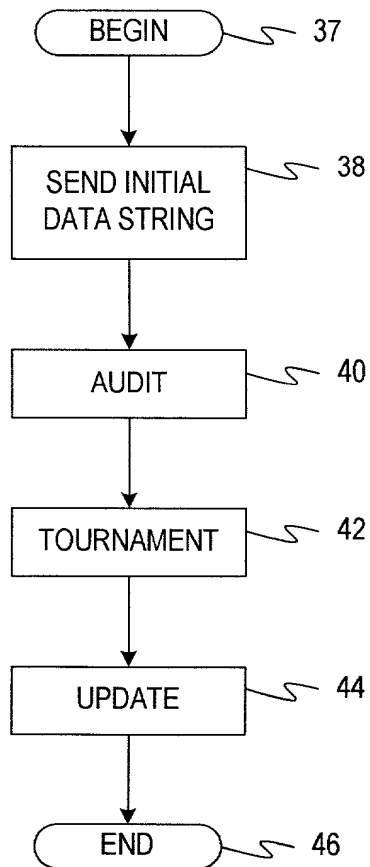 BEGIN 37
SEND INITIAL 38
DATA STRING
AUDIT 40
TOURNAMENT 42
UPDATE 44
END 46